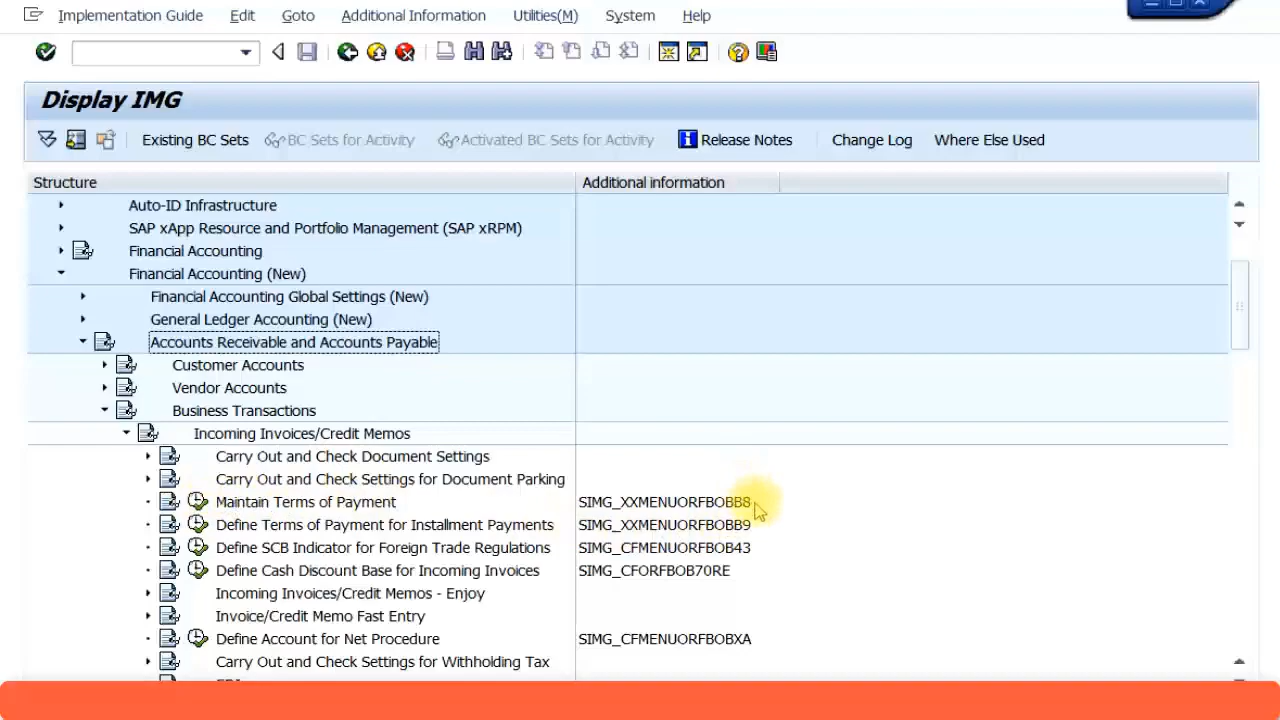 Implementation Guide Edit Goto Additional Information Utilities(M) System Help
Display IMG
Existing BC Sets BC Sets for Activity Activated BC Sets for Activity Release Notes Change Log Where Else Used
Structure Additional information
Auto-ID Infrastructure
SAP xApp Resource and Portfolio Management (SAP xRPM)
Financial Accounting
Financial Accounting (New)
Financial Accounting Global Settings (New)
General Ledger Accounting (New)
Accounts Receivable and Accounts Payable
Customer Accounts
Vendor Accounts
Business Transactions
Incoming Invoices/Credit Memos
Carry Out and Check Document Settings
Carry Out and Check Settings for Document Parking
Maintain Terms of Payment SIMG_XXMENUORFBOBB8
Define Terms of Payment for Installment Payments SIMG_XXMENUORFBOBB9
Define SCB Indicator for Foreign Trade Regulations SIMG_CFMENUORFBOB43
Define Cash Discount Base for Incoming Invoices SIMG_CFORFBOB70RE
Incoming Invoices/Credit Memos - Enjoy
Invoice/Credit Memo Fast Entry
Define Account for Net Procedure SIMG_CFMENUORFBOBXA
Carry Out and Check Settings for Withholding Tax